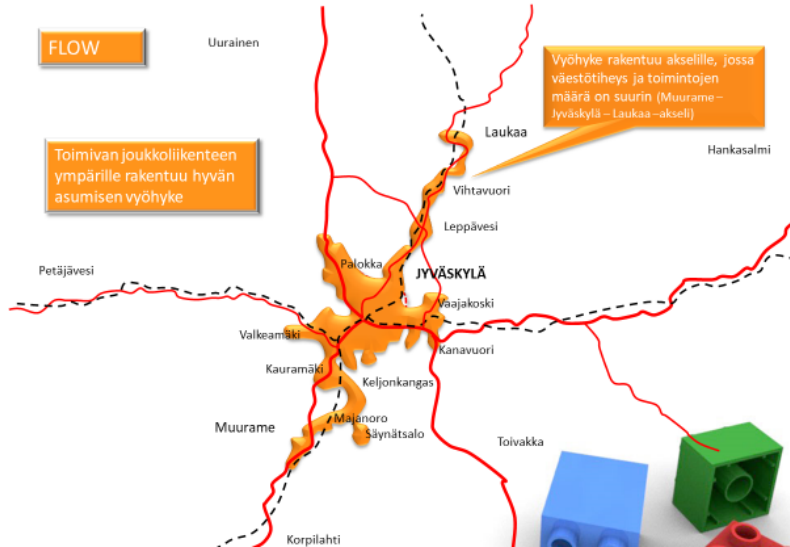 FLOW
Uurainen
Vyöhyke rakentuu akselille, jossa
väestötiheys ja toimintojen
määrä on suurin (Muurame –
Jyväskylä – Laukaa –akseli)
Laukaa
Hankasalmi
Toimivan joukkoliikenteen
ympärille rakentuu hyvän
asumisen vyöhyke
Vihtavuori
Leppävesi
Palokka
JYVÄSKYLÄ
Petäjävesi
Vaajakoski
Valkeamäki
Kanavuori
Kauramäki
Keljonkangas
Majanoro
Muurame
Säynätsalo
Toivakka
Korpilahti